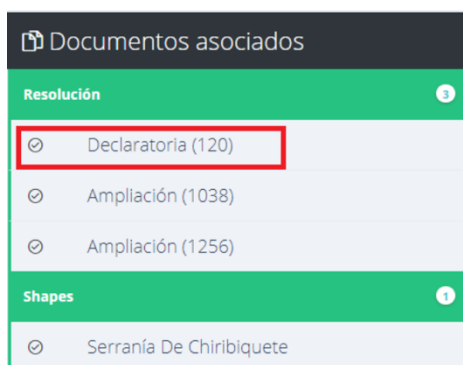 Documentos asociados
Resolución 3
Declaratoria (120)
Ampliación (1038)
Ampliación (1256)
Shapes 1
Serranía De Chiribiquete